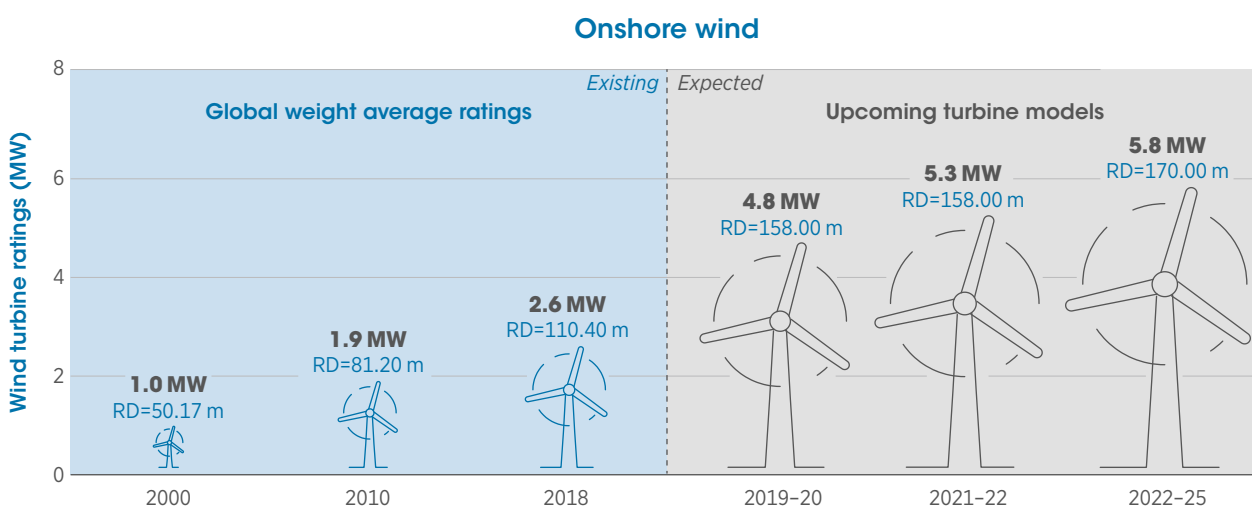 Onshore wind
Wind turbine ratings (MW)
8
6
4
2
0
Existing
Expected
Global weight average ratings
Upcoming turbine models
1.0 MW
RD=50.17 m
1.9 MW
RD=81.20 m
2.6 MW
RD=110.40 m
4.8 MW
RD=158.00 m
5.3 MW
RD=158.00 m
5.8 MW
RD=170.00 m
2000
2010
2018
2019–20
2021–22
2022–25